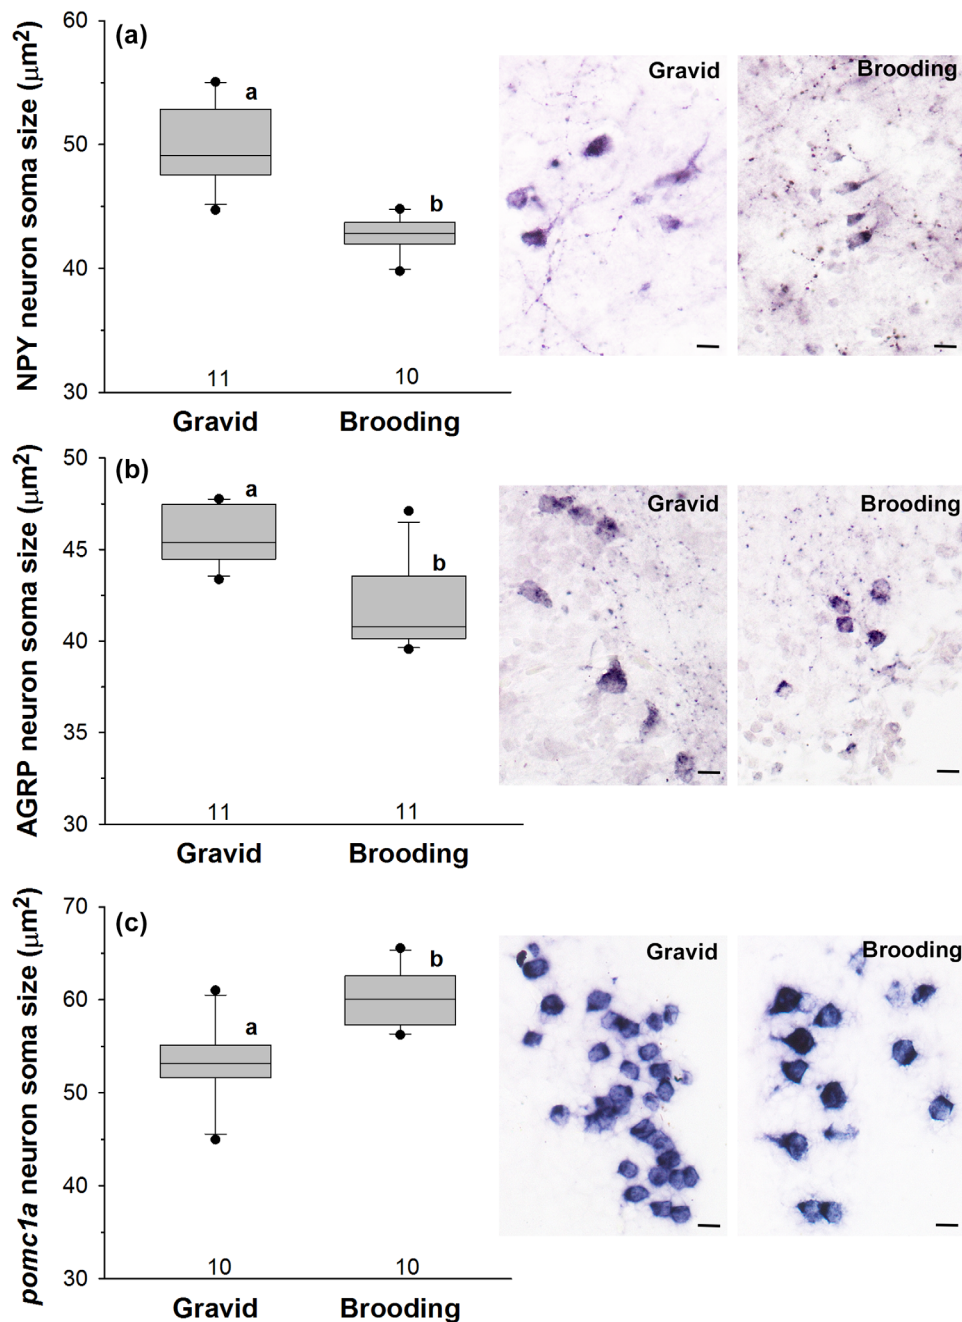 (a)
NPY neuron soma size (μm²)
60
50
40
30
a
b
11
10
Gravid
Brooding
Gravid
Brooding
(b)
AGRP neuron soma size (μm²)
50
45
40
35
30
a
b
11
11
Gravid
Brooding
Gravid
Brooding
(c)
pomc1a neuron soma size (μm²)
70
60
50
40
30
a
b
10
10
Gravid
Brooding
Gravid
Brooding